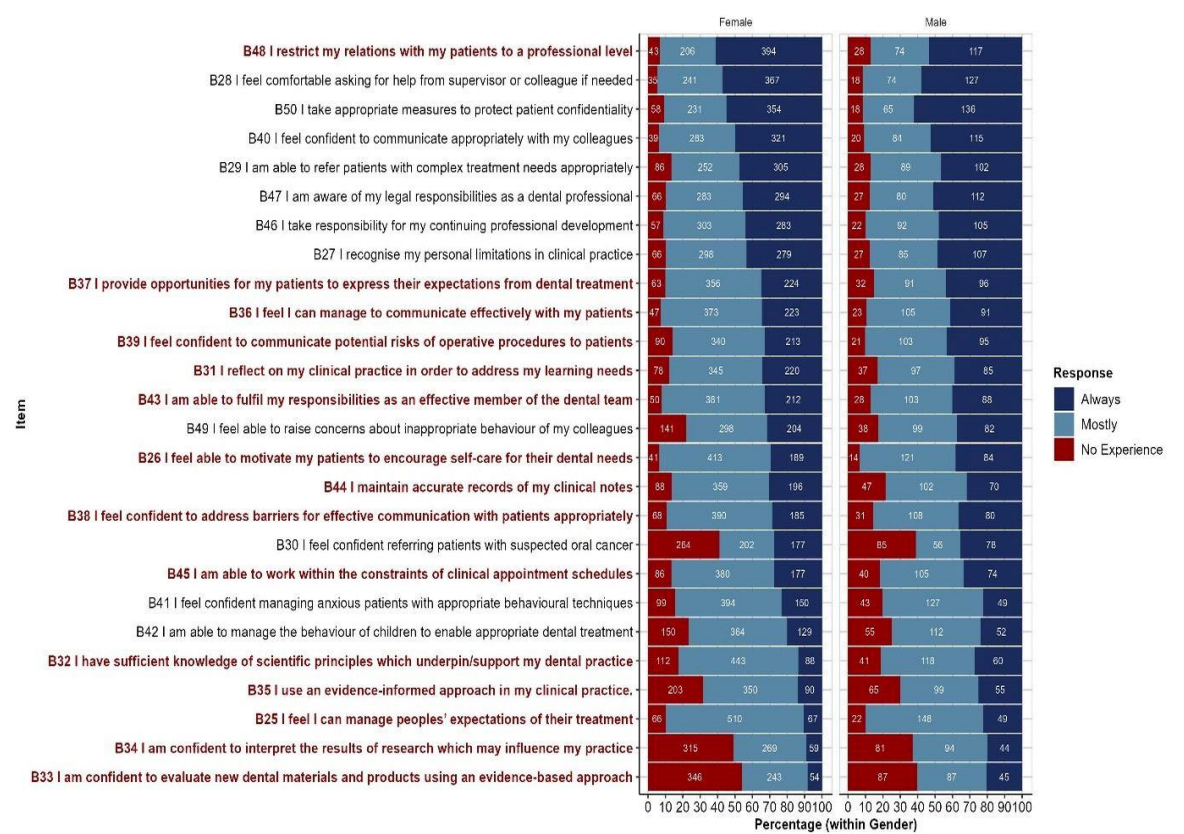 Female Male
B48 I restrict my relations with my patients to a professional level 43 206 394 28 74 117
B28 I feel comfortable asking for help from supervisor or colleague if needed 35 241 367 18 74 127
B50 I take appropriate measures to protect patient confidentiality 58 231 354 18 65 136
B40 I feel confident to communicate appropriately with my colleagues 39 283 321 20 84 115
B29 I am able to refer patients with complex treatment needs appropriately 86 252 305 28 89 102
B47 I am aware of my legal responsibilities as a dental professional 66 283 294 27 80 112
B46 I take responsibility for my continuing professional development 57 303 283 22 92 105
B27 I recognise my personal limitations in clinical practice 66 298 279 27 85 107
B37 I provide opportunities for my patients to express their expectations from dental treatment 63 356 224 32 91 96
B36 I feel I can manage to communicate effectively with my patients 47 373 223 23 105 91
B39 I feel confident to communicate potential risks of operative procedures to patients 90 340 213 21 103 95
B31 I reflect on my clinical practice in order to address my learning needs 78 345 220 37 97 85
B43 I am able to fulfil my responsibilities as an effective member of the dental team 50 381 212 28 103 88
B49 I feel able to raise concerns about inappropriate behaviour of my colleagues 141 298 204 38 99 82
B26 I feel able to motivate my patients to encourage self-care for their dental needs 41 413 189 14 121 84
B44 I maintain accurate records of my clinical notes 88 359 196 47 102 70
B38 I feel confident to address barriers for effective communication with patients appropriately 68 390 185 31 108 80
B30 I feel confident referring patients with suspected oral cancer 264 202 177 85 56 78
B45 I am able to work within the constraints of clinical appointment schedules 86 380 177 40 105 74
B41 I feel confident managing anxious patients with appropriate behavioural techniques 99 394 150 43 127 49
B42 I am able to manage the behaviour of children to enable appropriate dental treatment 150 364 129 55 112 52
B32 I have sufficient knowledge of scientific principles which underpin/support my dental practice 112 443 88 41 118 60
B35 I use an evidence-informed approach in my clinical practice. 203 350 90 65 99 55
B25 I feel I can manage peoples' expectations of their treatment 66 510 67 22 148 49
B34 I am confident to interpret the results of research which may influence my practice 315 269 59 81 94 44
B33 I am confident to evaluate new dental materials and products using an evidence-based approach 346 243 54 87 87 45
0 10 20 30 40 50 60 70 80 90100 0 10 20 30 40 50 60 70 80 90100
Percentage (within Gender)
Item
Response
Always
Mostly
No Experience